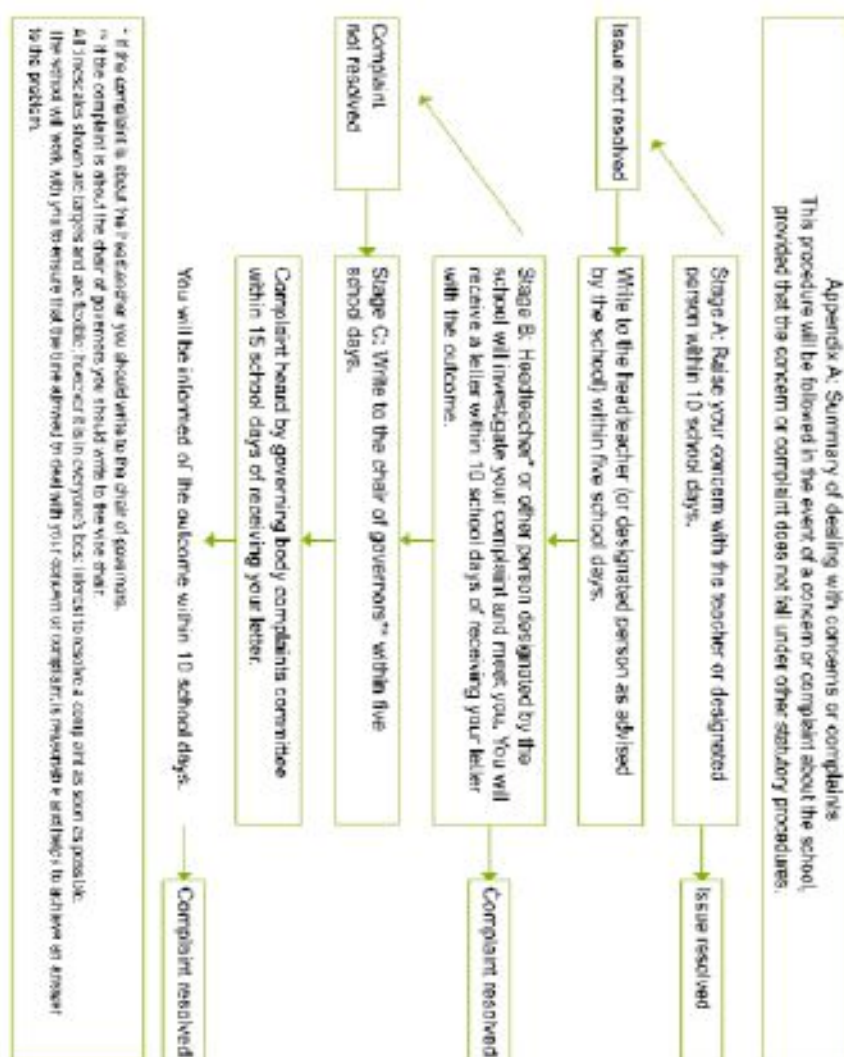 Appendix A: Summary of dealing with concerns or complaints
This procedure will be followed in the event of a concern or complaint about the school,
provided that the concern or complaint does not fall under other statutory procedures.
Stage A: Raise your concern with the teacher or designated
person within 10 school days.
Issue resolved
Issue not resolved
Write to the headteacher (or designated person as advised
by the school) within five school days.
Stage B: Headteacher* or other person designated by the
school will investigate your complaint and meet you. You will
receive a letter within 10 school days of receiving your letter
with the outcome.
Complaint resolved
Complaint
not resolved
Stage C: Write to the chair of governors** within five
school days.
Complaint heard by governing body complaints committee
within 15 school days of receiving your letter.
You will be informed of the outcome within 10 school days.
Complaint resolved
* If the complaint is about the headteacher you should write to the chair of governors.
** If the complaint is about the chair of governors you should write to the vice chair.
All timescales shown are targets and are flexible; however it is in everyone's best interest to resolve a complaint as soon as possible.
The school will work with you to ensure that the time allowed to deal with your concern or complaint is reasonable and helps to achieve an answer
to the problem.